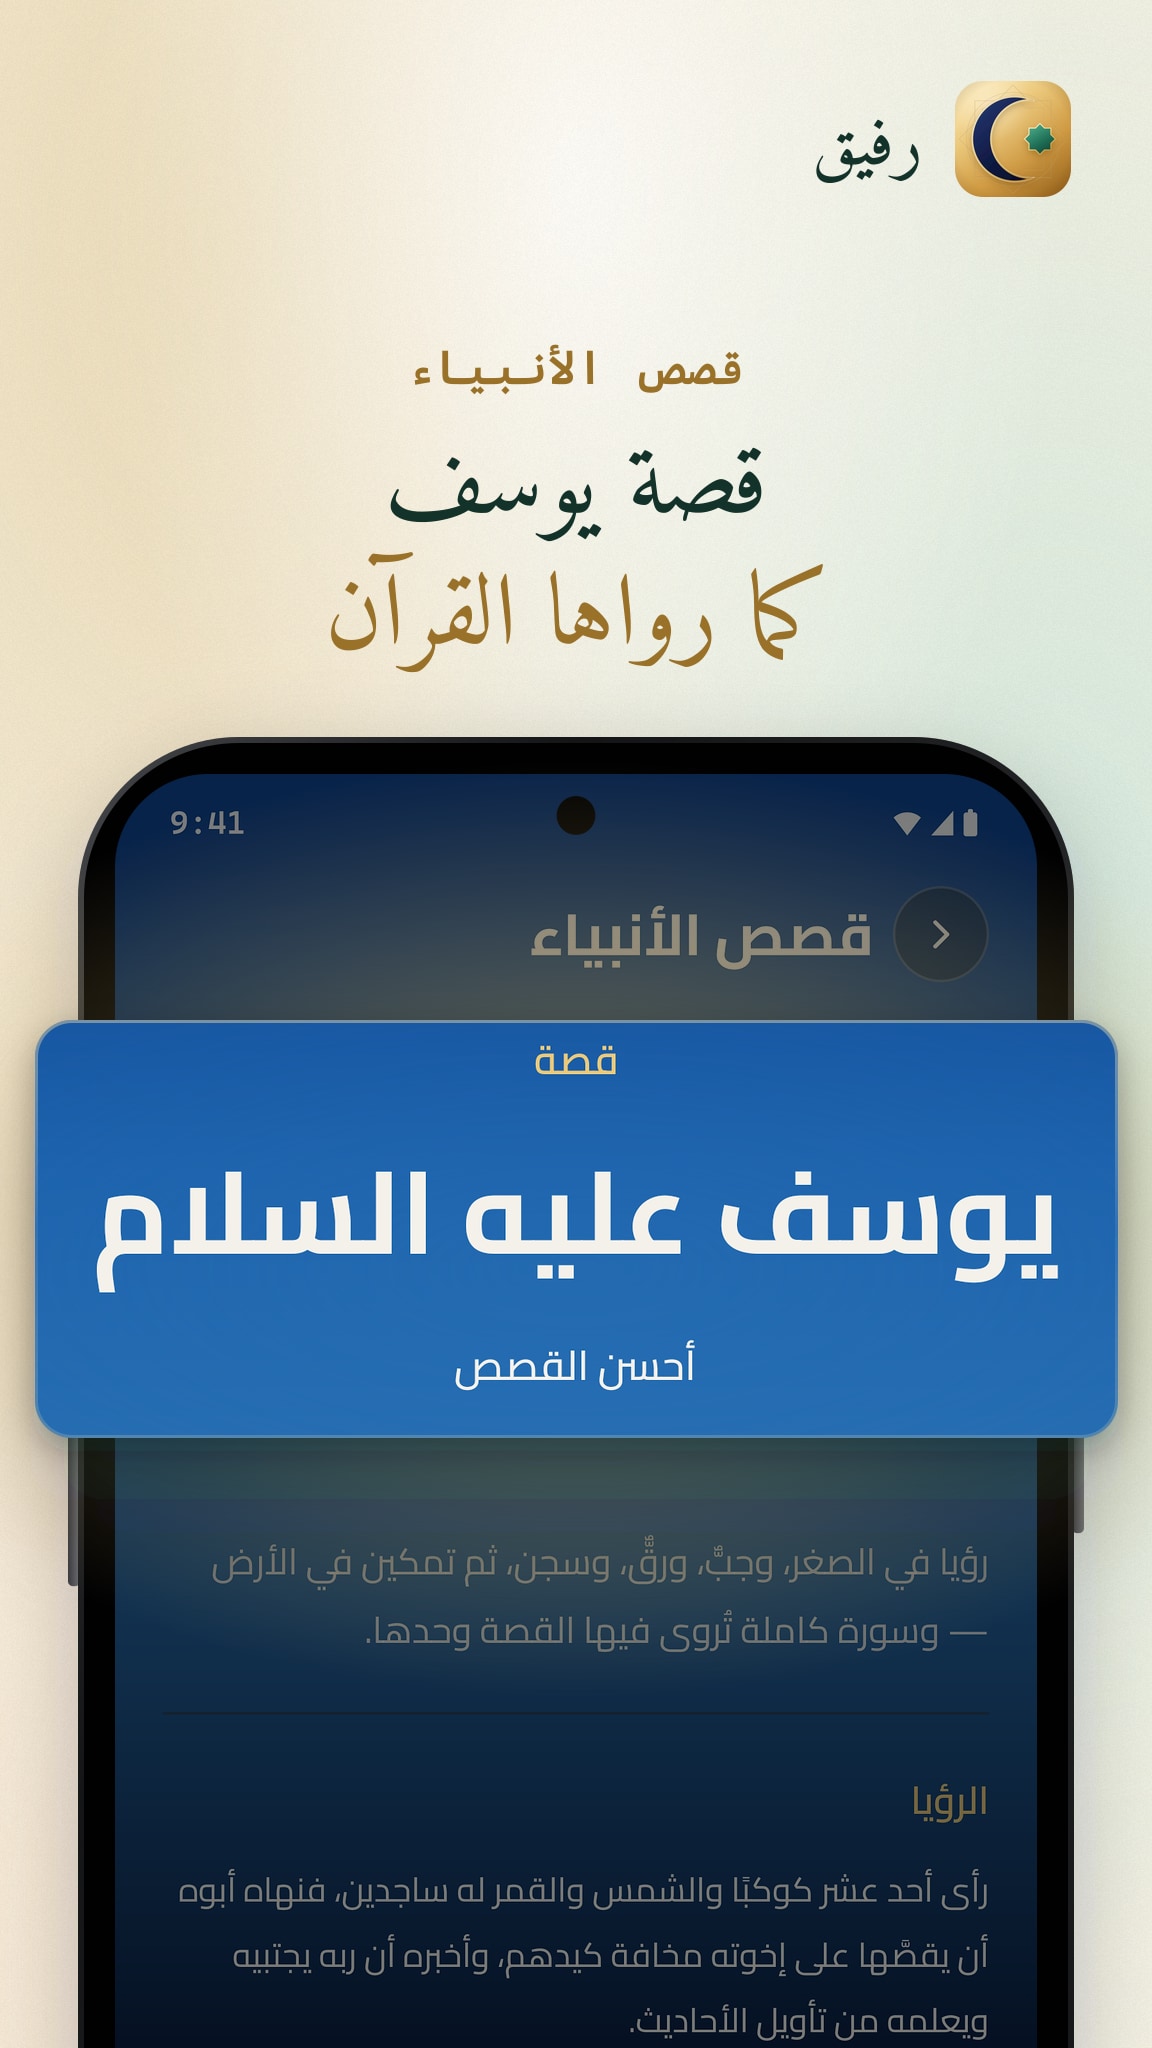 رفيق
قصص الأنبياء
قصة يوسف
كما رواها القرآن
9:41
قصص الأنبياء
قصة
يوسف عليه السلام
أحسن القصص
رؤيا في الصغر، وجبٌّ، ورقٌّ، وسجن، ثم تمكين في الأرض
— وسورة كاملة تُروى فيها القصة وحدها.
الرؤيا
رأى أحد عشر كوكبًا والشمس والقمر له ساجدين، فنهاه أبوه
أن يقصَّها على إخوته مخافة كيدهم، وأخبره أن ربه يجتبيه
ويعلمه من تأويل الأحاديث.